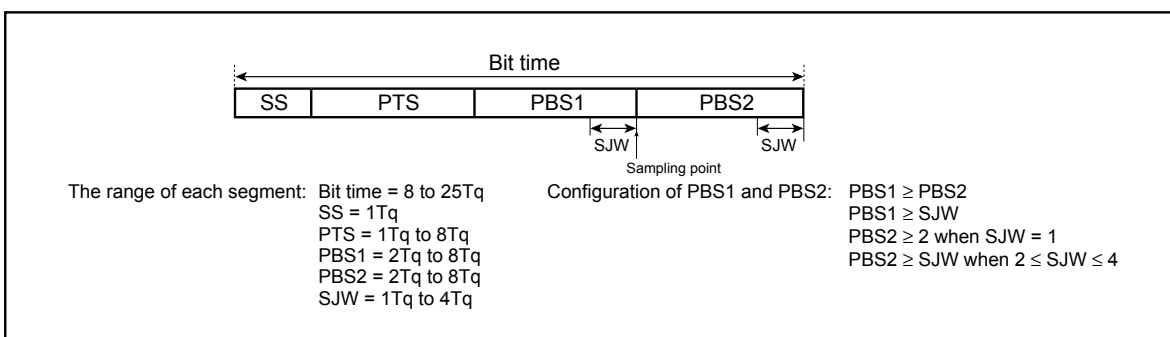 Bit time
SS PTS PBS1 PBS2
SJW SJW
Sampling point
The range of each segment: Bit time = 8 to 25Tq
SS = 1Tq
PTS = 1Tq to 8Tq
PBS1 = 2Tq to 8Tq
PBS2 = 2Tq to 8Tq
SJW = 1Tq to 4Tq
Configuration of PBS1 and PBS2: PBS1 ≥ PBS2
PBS1 ≥ SJW
PBS2 ≥ 2 when SJW = 1
PBS2 ≥ SJW when 2 ≤ SJW ≤ 4